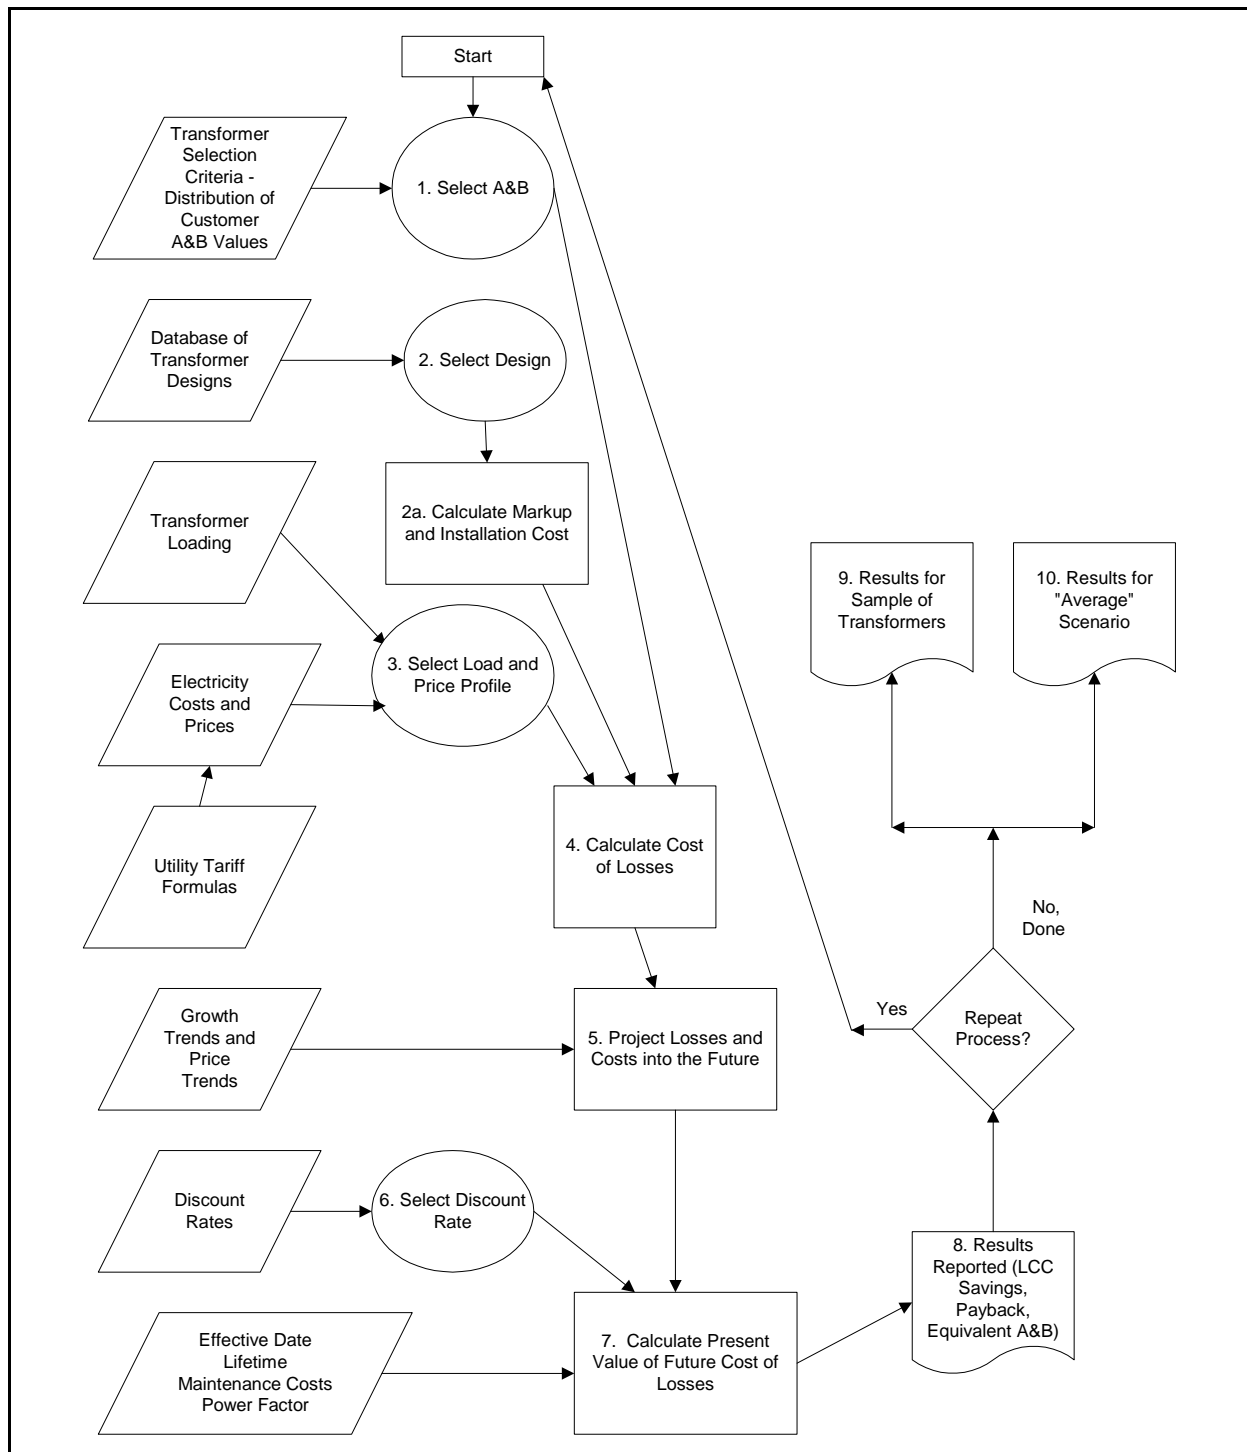 Start
Transformer
Selection
Criteria -
Distribution of
Customer
A&B Values
1. Select A&B
Database of
Transformer
Designs
2. Select Design
Transformer
Loading
2a. Calculate Markup
and Installation Cost
9. Results for
Sample of
Transformers
10. Results for
"Average"
Scenario
Electricity
Costs and
Prices
3. Select Load and
Price Profile
Utility Tariff
Formulas
4. Calculate Cost
of Losses
No,
Done
Yes
Repeat
Process?
Growth
Trends and
Price
Trends
5. Project Losses and
Costs into the Future
Discount
Rates
6. Select Discount
Rate
8. Results
Reported (LCC
Savings,
Payback,
Equivalent A&B)
Effective Date
Lifetime
Maintenance Costs
Power Factor
7. Calculate Present
Value of Future Cost of
Losses